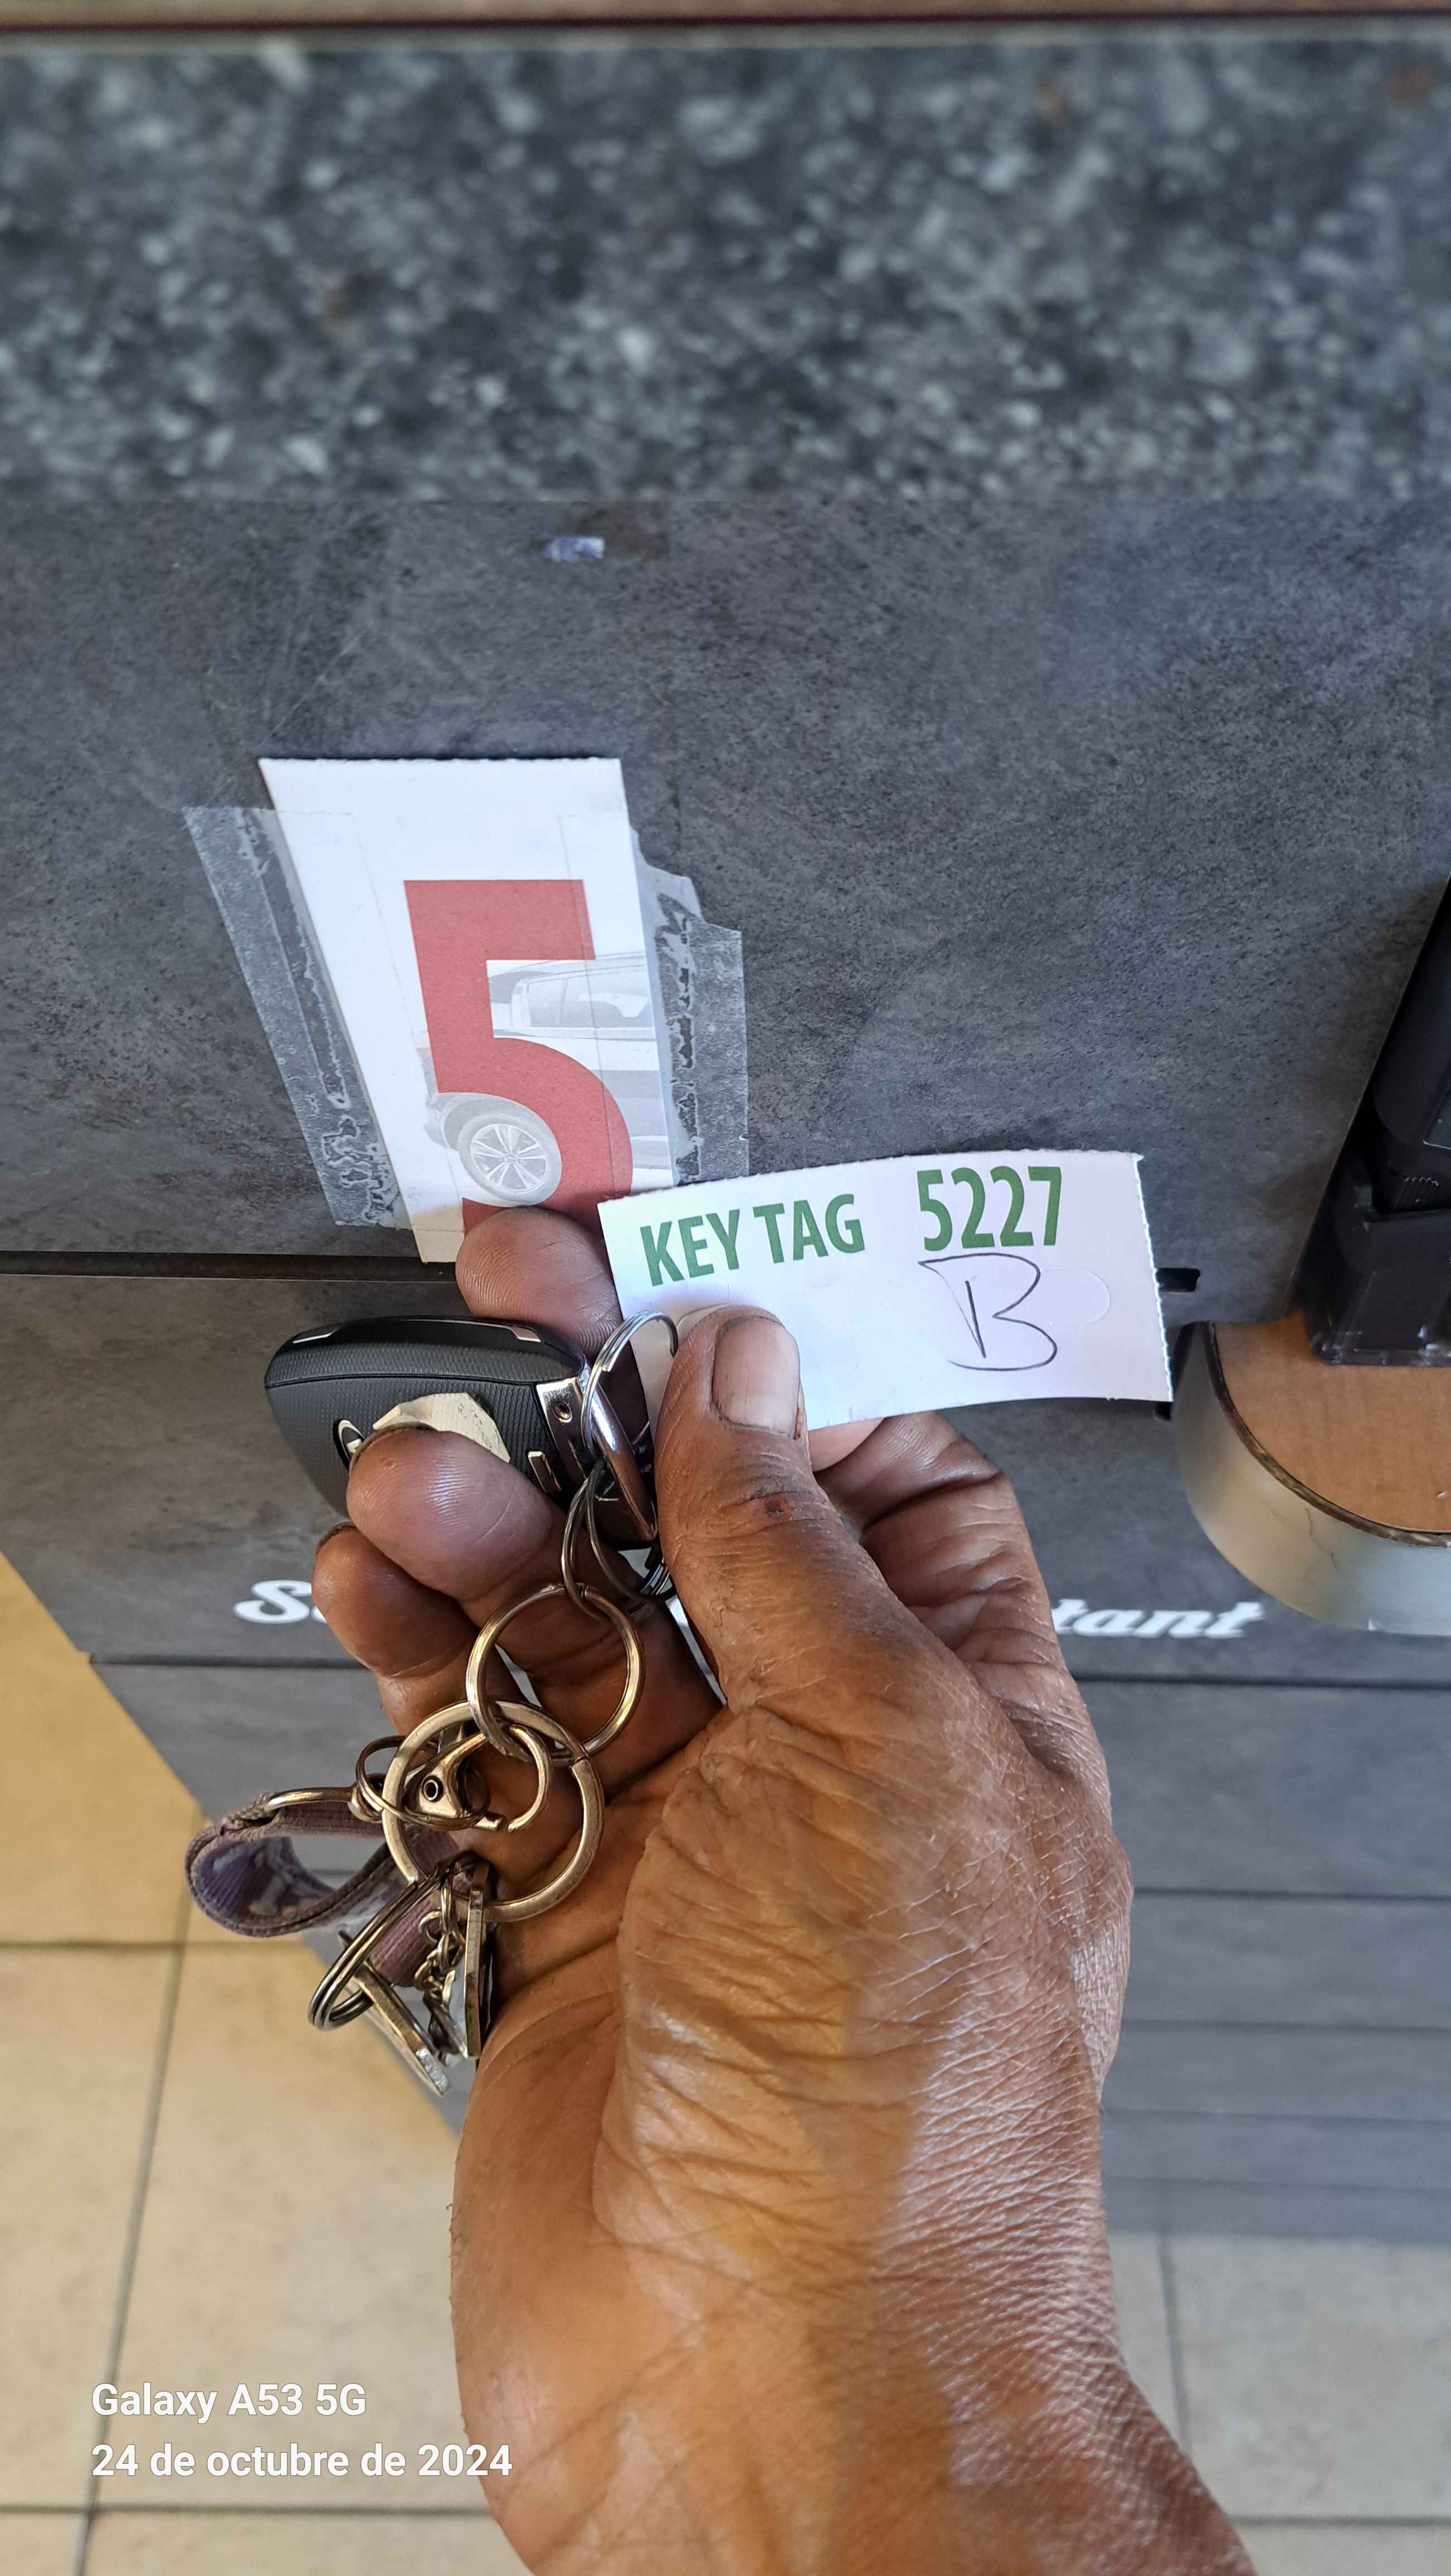 5
KEY TAG 5227
B
Galaxy A53 5G
24 de octubre de 2024